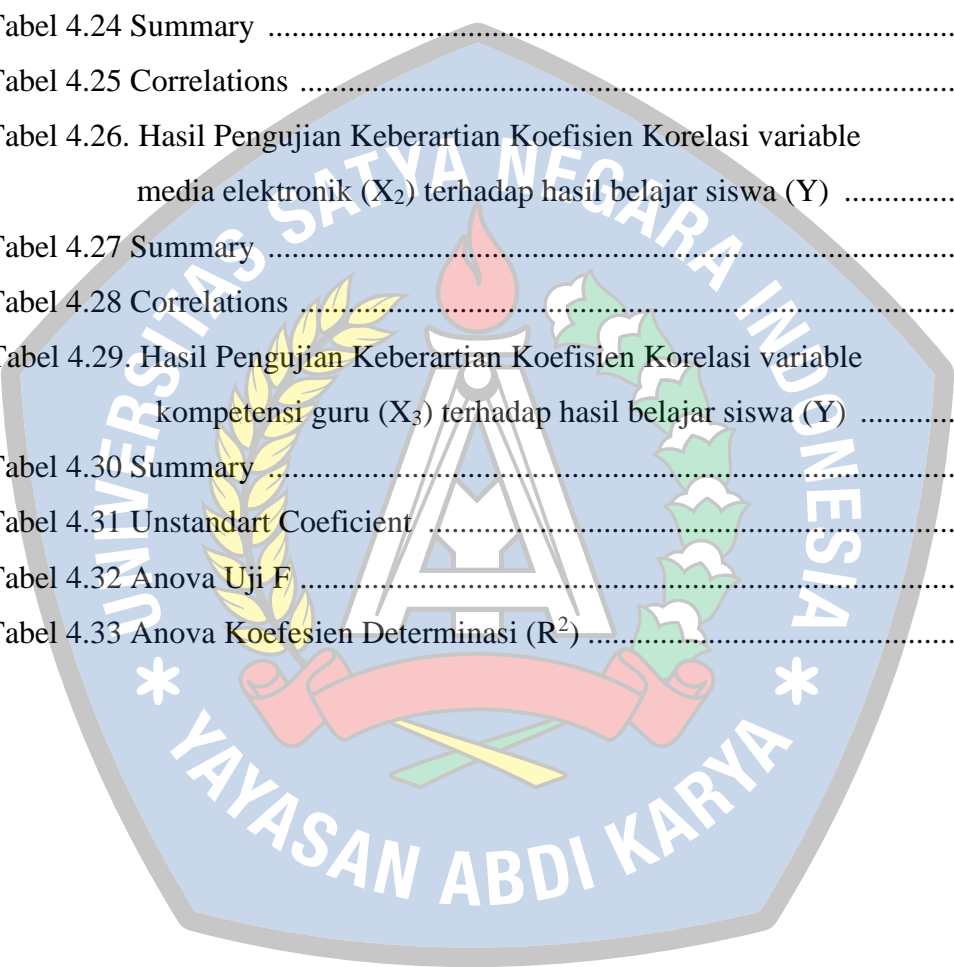 Tabel 4.24 Summary ....................................................................................
Tabel 4.25 Correlations ................................................................................
Tabel 4.26. Hasil Pengujian Keberartian Koefisien Korelasi variable
media elektronik (X₂) terhadap hasil belajar siswa (Y) ..............
Tabel 4.27 Summary ....................................................................................
Tabel 4.28 Correlations ................................................................................
Tabel 4.29. Hasil Pengujian Keberartian Koefisien Korelasi variable
kompetensi guru (X₃) terhadap hasil belajar siswa (Y) ............
Tabel 4.30 Summary ....................................................................................
Tabel 4.31 Unstandart Coeficient ................................................................
Tabel 4.32 Anova Uji F ................................................................................
Tabel 4.33 Anova Koefesien Determinasi (R²) ..............................................
UNIVERSITAS SATYA NEGARA INDONESIA
* YAYASAN ABDI KARYA *